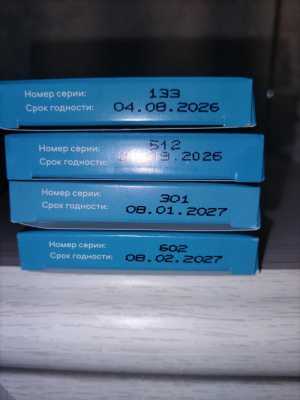 Номер серии: 133
Срок годности: 04.08.2026
Номер серии: 512
Срок годности:
Номер серии: 301
Срок годности: 08.01.2027
Номер серии: 602
Срок годности: 08.02.2027